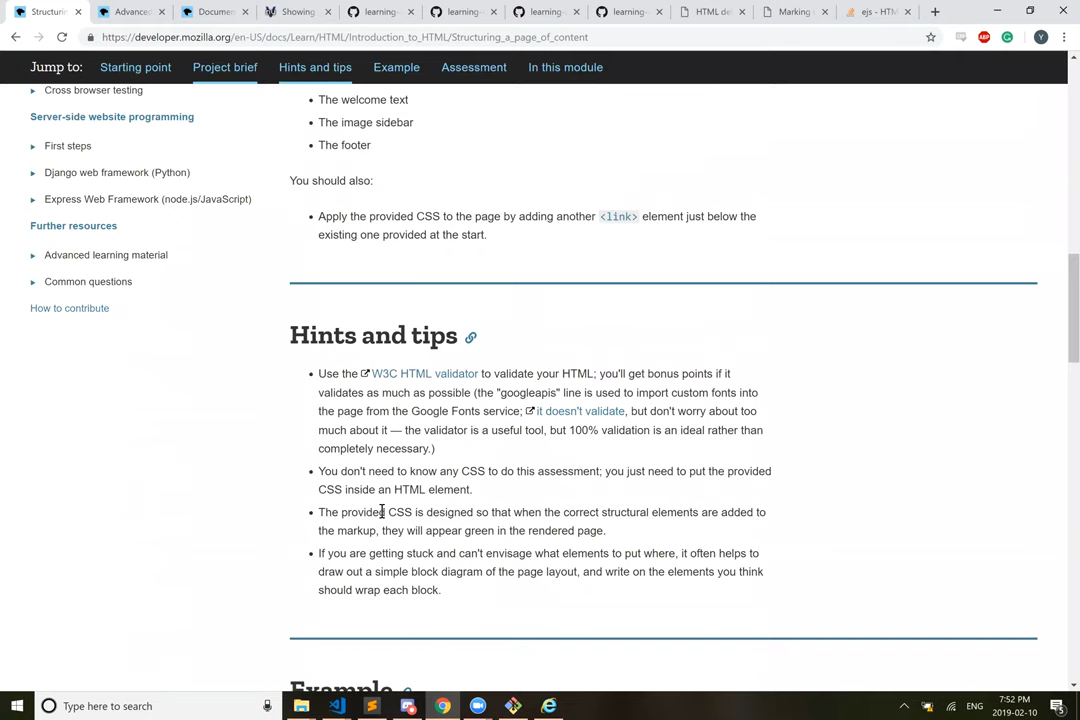 Structurin
Advanced
Documen
Showing
learning-
learning-
learning-
learning-
HTML de
Marking
ejs - HTM
https://developer.mozilla.org/en-US/docs/Learn/HTML/Introduction_to_HTML/Structuring_a_page_of_content
ABP
Y
Jump to: Starting point Project brief Hints and tips Example Assessment In this module
Cross browser testing
Server-side website programming
First steps
Django web framework (Python)
Express Web Framework (node.js/JavaScript)
Further resources
Advanced learning material
Common questions
How to contribute
• The welcome text
• The image sidebar
• The footer
You should also:
• Apply the provided CSS to the page by adding another <link> element just below the
existing one provided at the start.
Hints and tips
• Use the W3C HTML validator to validate your HTML; you'll get bonus points if it
validates as much as possible (the "googleapis" line is used to import custom fonts into
the page from the Google Fonts service; it doesn't validate, but don't worry about too
much about it — the validator is a useful tool, but 100% validation is an ideal rather than
completely necessary.)
• You don't need to know any CSS to do this assessment; you just need to put the provided
CSS inside an HTML element.
• The provided CSS is designed so that when the correct structural elements are added to
the markup, they will appear green in the rendered page.
• If you are getting stuck and can't envisage what elements to put where, it often helps to
draw out a simple block diagram of the page layout, and write on the elements you think
should wrap each block.
Example
Type here to search
ENG
7:52 PM
2019-02-10
5